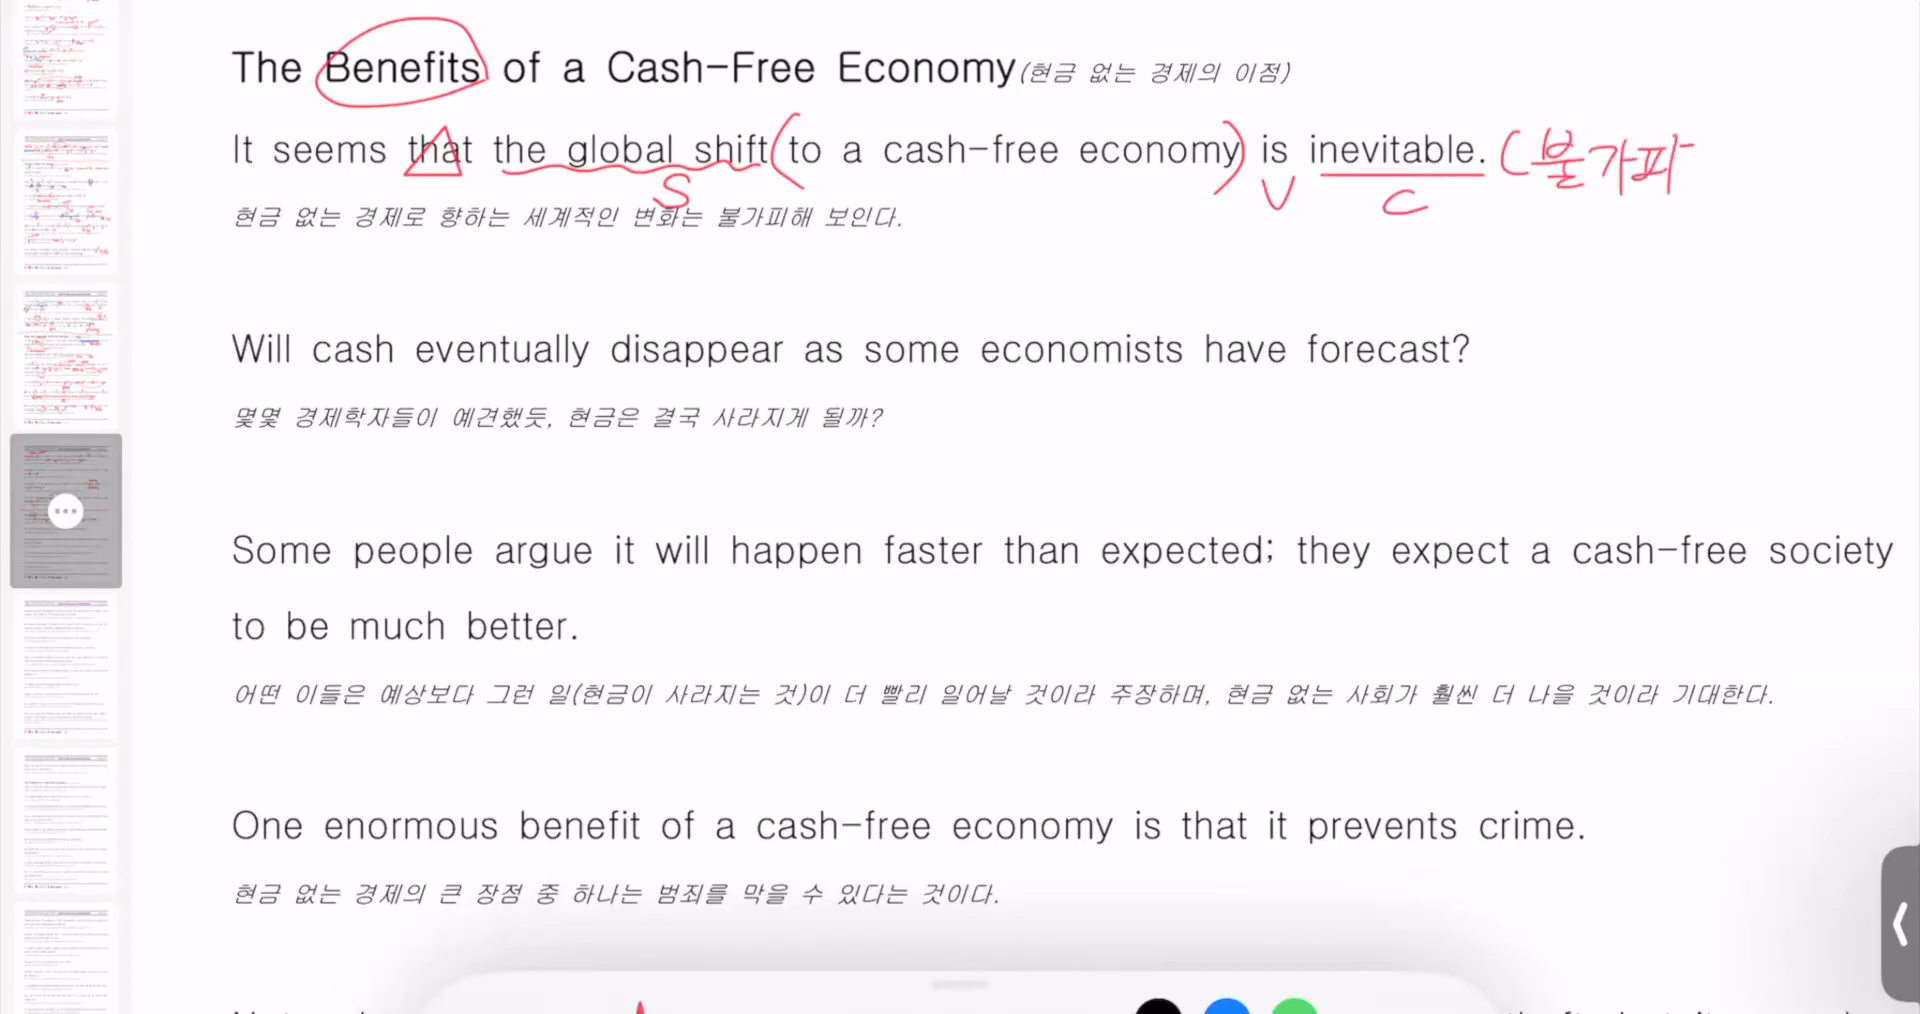 The Benefits of a Cash-Free Economy(현금 없는 경제의 이점)
It seems that the global shift to a cash-free economy is inevitable. (불가피
S V C
현금 없는 경제로 향하는 세계적인 변화는 불가피해 보인다.
Will cash eventually disappear as some economists have forecast?
몇몇 경제학자들이 예견했듯, 현금은 결국 사라지게 될까?
Some people argue it will happen faster than expected; they expect a cash-free society
to be much better.
어떤 이들은 예상보다 그런 일(현금이 사라지는 것)이 더 빨리 일어날 것이라 주장하며, 현금 없는 사회가 훨씬 더 나을 것이라 기대한다.
One enormous benefit of a cash-free economy is that it prevents crime.
현금 없는 경제의 큰 장점 중 하나는 범죄를 막을 수 있다는 것이다.